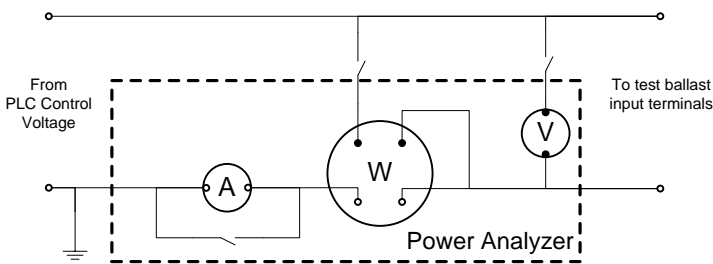 From
PLC Control
Voltage
To test ballast
input terminals
V
W
A
Power Analyzer